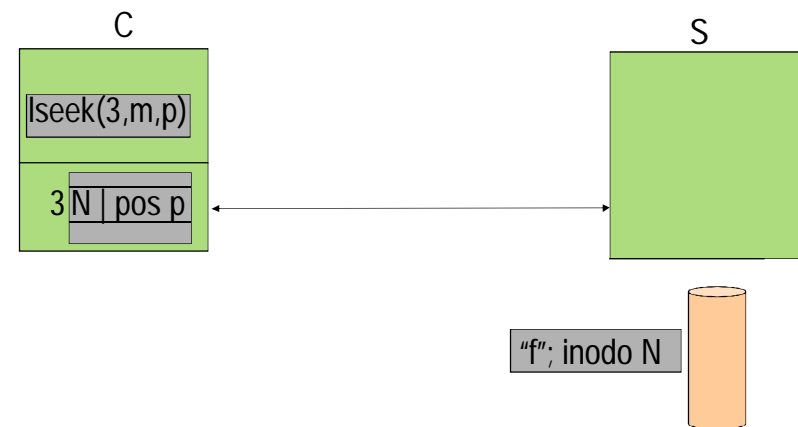 C
S
lseek(3,m,p)
3 N | pos p
“f”; inodo N